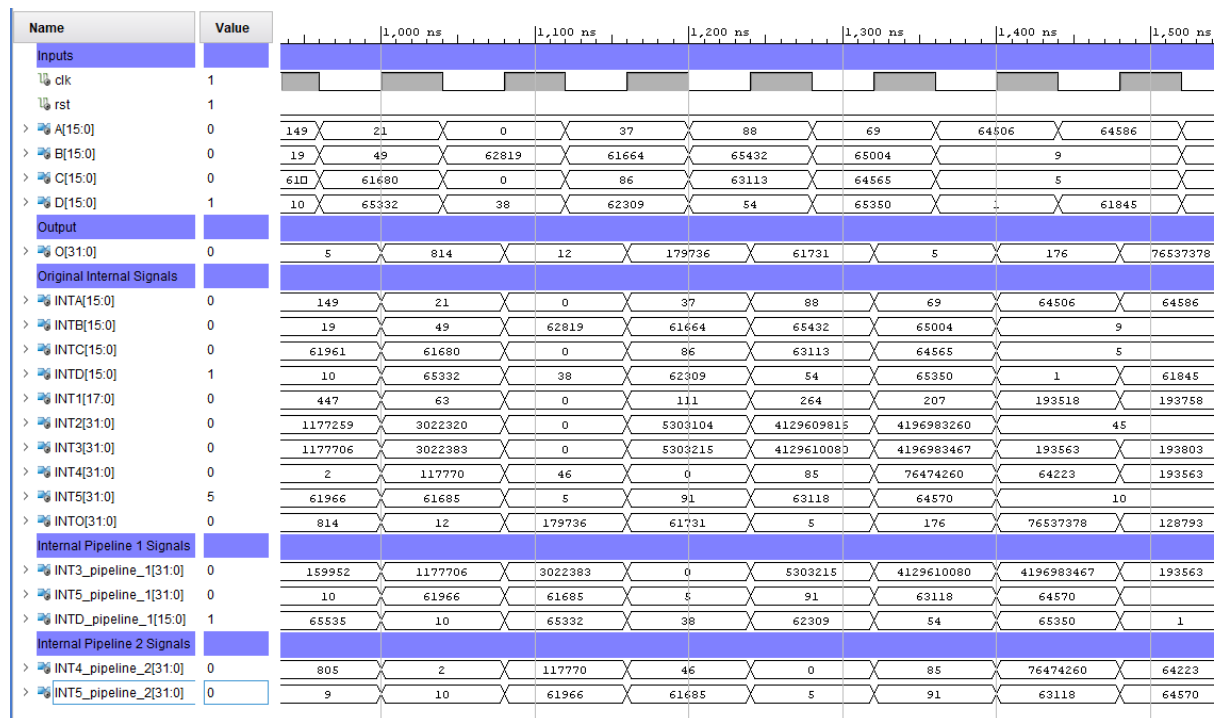 Name Value 1,000 ns 1,100 ns 1,200 ns 1,300 ns 1,400 ns 1,500 ns
Inputs
clk 1
rst 1
A[15:0] 0 149 21 0 37 88 69 64506 64586
B[15:0] 0 19 49 62819 61664 65432 65004 9
C[15:0] 0 61 61680 0 86 63113 64565 5
D[15:0] 1 10 65332 38 62309 54 65350 1 61845
Output
O[31:0] 0 5 814 12 179736 61731 5 176 76537378
Original Internal Signals
INTA[15:0] 0 149 21 0 37 88 69 64506 64586
INTB[15:0] 0 19 49 62819 61664 65432 65004 9
INTC[15:0] 0 61961 61680 0 86 63113 64565 5
INTD[15:0] 1 10 65332 38 62309 54 65350 1 61845
INT1[17:0] 0 447 63 0 111 264 207 193518 193758
INT2[31:0] 0 1177259 3022320 0 5303104 4129609816 4196983260 45
INT3[31:0] 0 1177706 3022383 0 5303215 4129610080 4196983467 193563 193803
INT4[31:0] 0 2 117770 46 0 85 76474260 64223 193563
INT5[31:0] 5 61966 61685 5 91 63118 64570 10
INTO[31:0] 0 814 12 179736 61731 5 176 76537378 128793
Internal Pipeline 1 Signals
INT3_pipeline_1[31:0] 0 159952 1177706 3022383 0 5303215 4129610080 4196983467 193563
INT5_pipeline_1[31:0] 0 10 61966 61685 5 91 63118 64570
INTD_pipeline_1[15:0] 1 65535 10 65332 38 62309 54 65350 1
Internal Pipeline 2 Signals
INT4_pipeline_2[31:0] 0 805 2 117770 46 0 85 76474260 64223
INT5_pipeline_2[31:0] 0 9 10 61966 61685 5 91 63118 64570